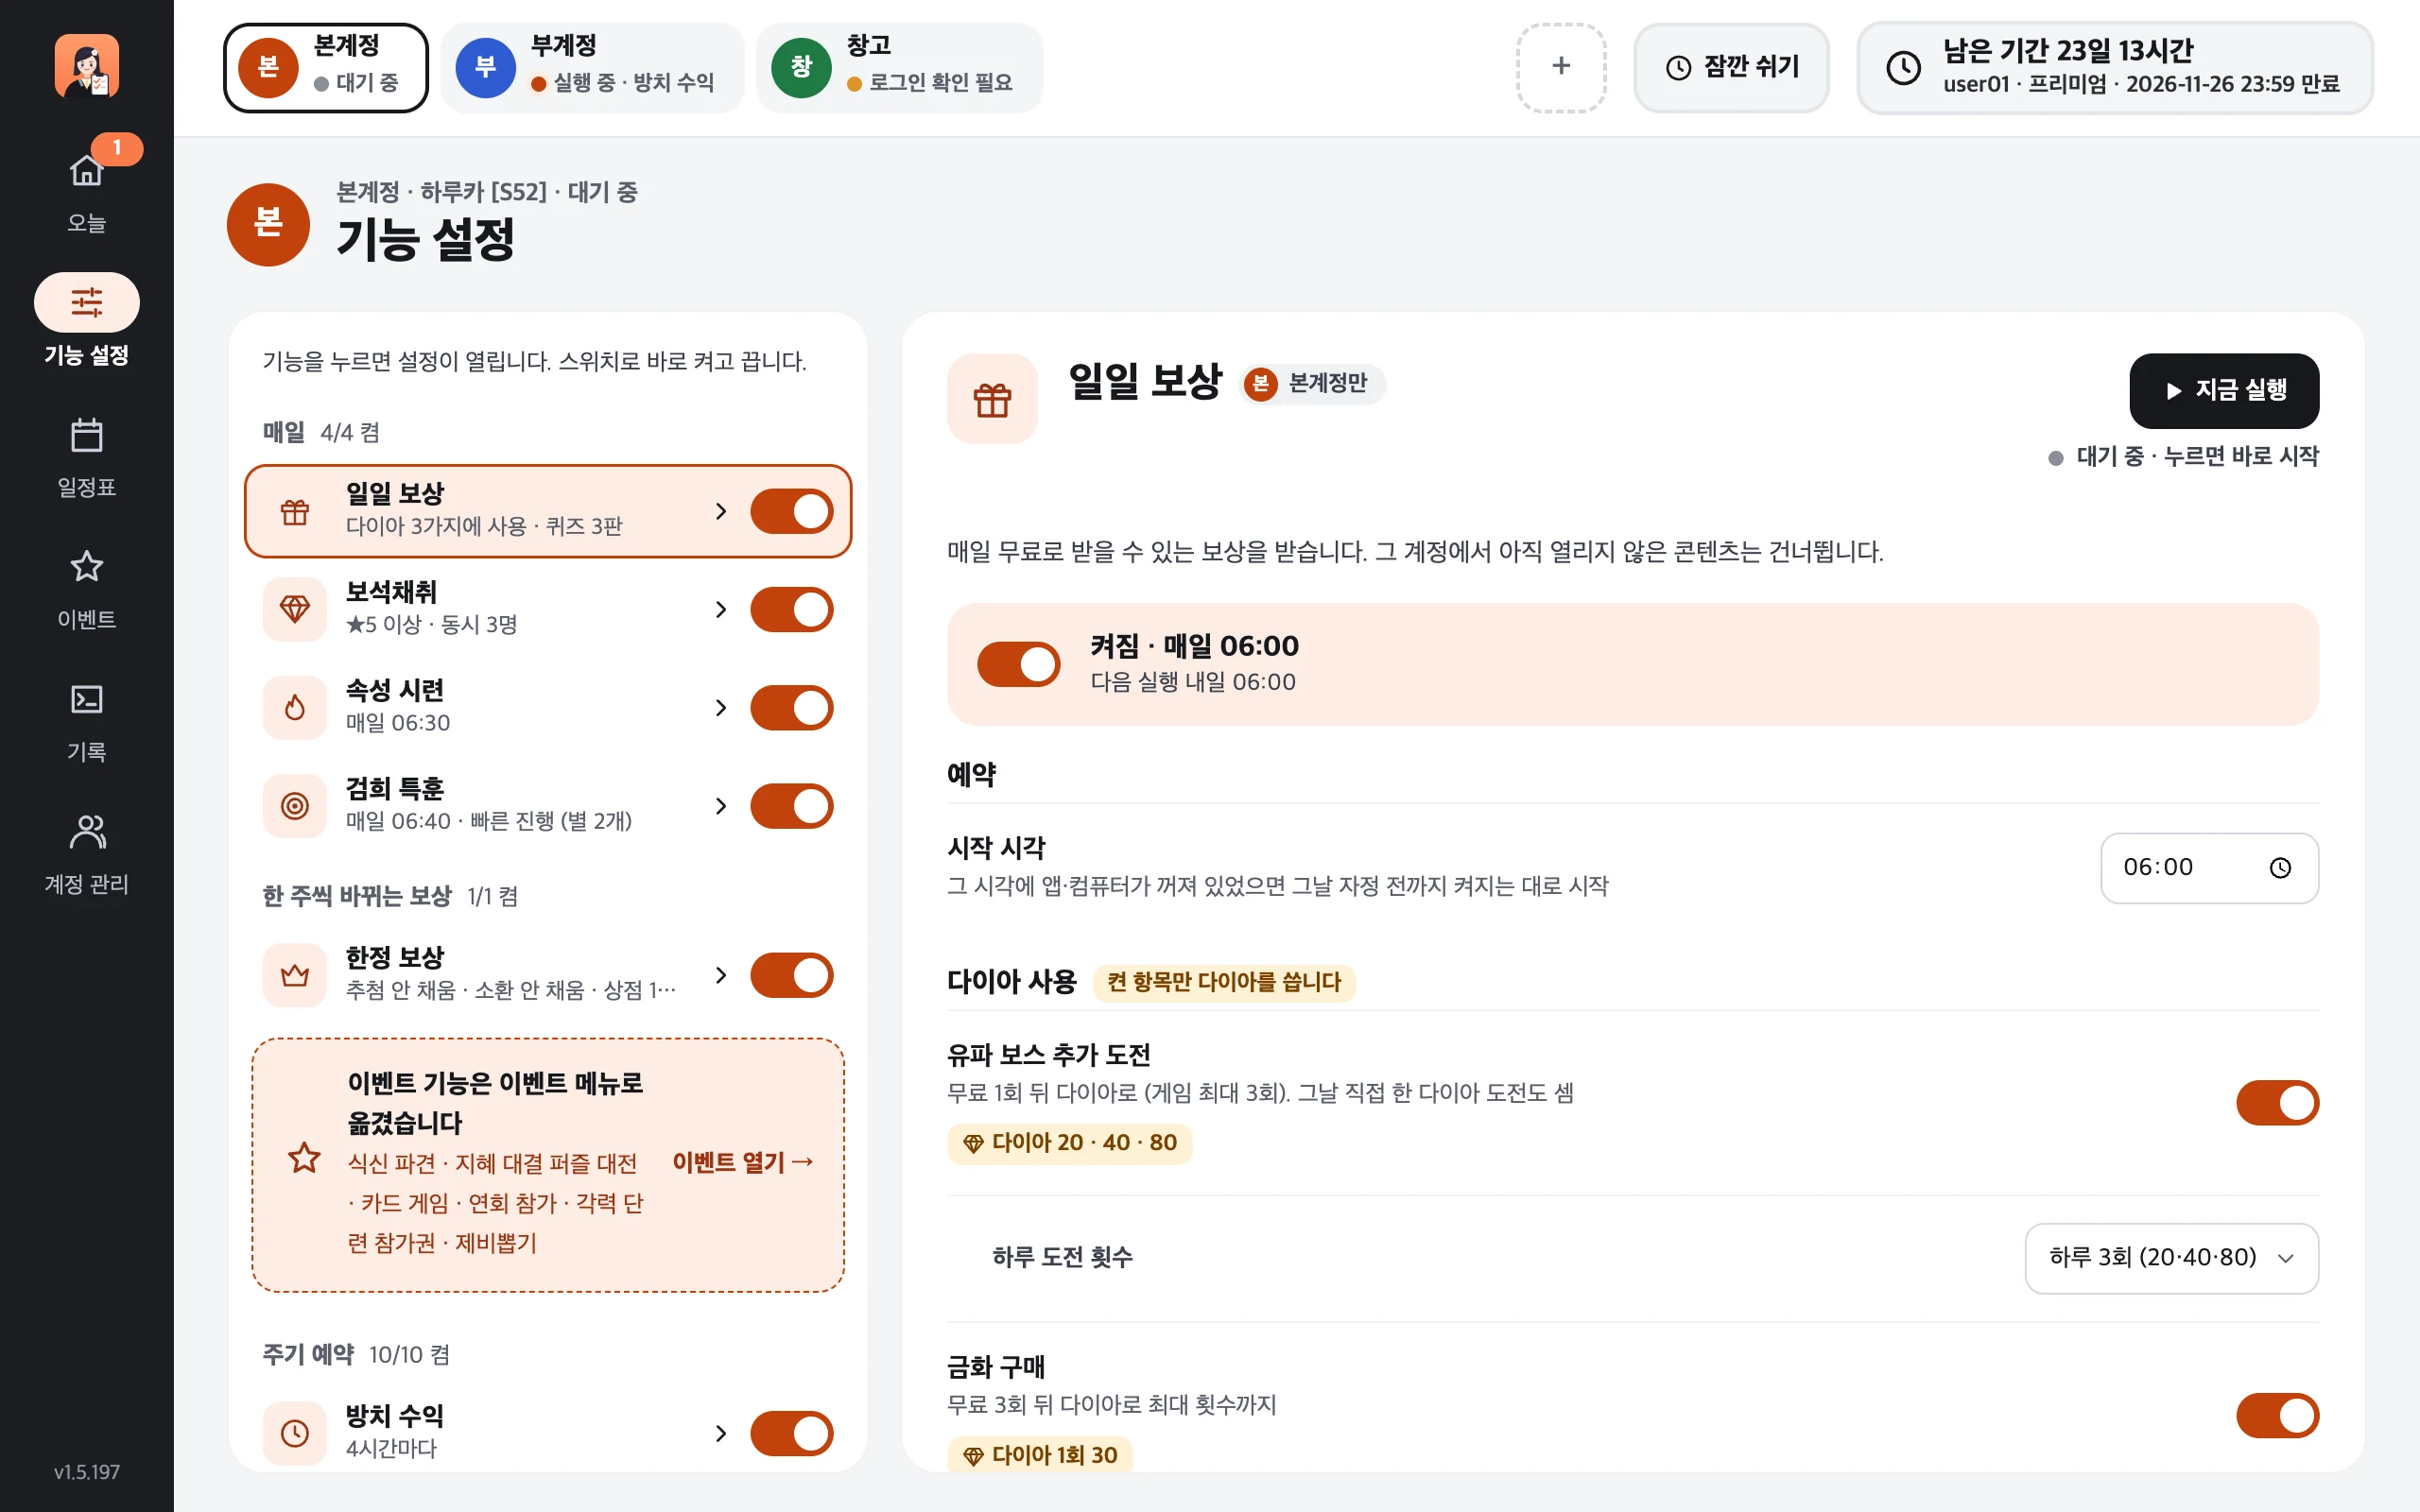 본
본계정
대기 중
부
부계정
실행 중 · 방치 수익
창
창고
로그인 확인 필요
+
잠깐 쉬기
남은 기간 23일 13시간
user01 · 프리미엄 · 2026-11-26 23:59 만료
1
오늘
기능 설정
일정표
이벤트
기록
계정 관리
v1.5.197
본
본계정 · 하루카 [S52] · 대기 중
기능 설정
기능을 누르면 설정이 열립니다. 스위치로 바로 켜고 끕니다.
매일 4/4 켬
일일 보상
다이아 3가지에 사용 · 퀴즈 3판
보석채취
★5 이상 · 동시 3명
속성 시련
매일 06:30
검희 특훈
매일 06:40 · 빠른 진행 (별 2개)
한 주씩 바뀌는 보상 1/1 켬
한정 보상
추첨 안 채움 · 소환 안 채움 · 상점 1…
이벤트 기능은 이벤트 메뉴로
옮겼습니다
식신 파견 · 지혜 대결 퍼즐 대전
· 카드 게임 · 연회 참가 · 각력 단
련 참가권 · 제비뽑기
이벤트 열기 →
주기 예약 10/10 켬
방치 수익
4시간마다
일일 보상
본 본계정만
지금 실행
대기 중 · 누르면 바로 시작
매일 무료로 받을 수 있는 보상을 받습니다. 그 계정에서 아직 열리지 않은 콘텐츠는 건너뜁니다.
켜짐 · 매일 06:00
다음 실행 내일 06:00
예약
시작 시각
그 시각에 앱·컴퓨터가 꺼져 있었으면 그날 자정 전까지 켜지는 대로 시작
06:00
다이아 사용 켠 항목만 다이아를 씁니다
유파 보스 추가 도전
무료 1회 뒤 다이아로 (게임 최대 3회). 그날 직접 한 다이아 도전도 셈
다이아 20 · 40 · 80
하루 도전 횟수
하루 3회 (20·40·80)
금화 구매
무료 3회 뒤 다이아로 최대 횟수까지
다이아 1회 30